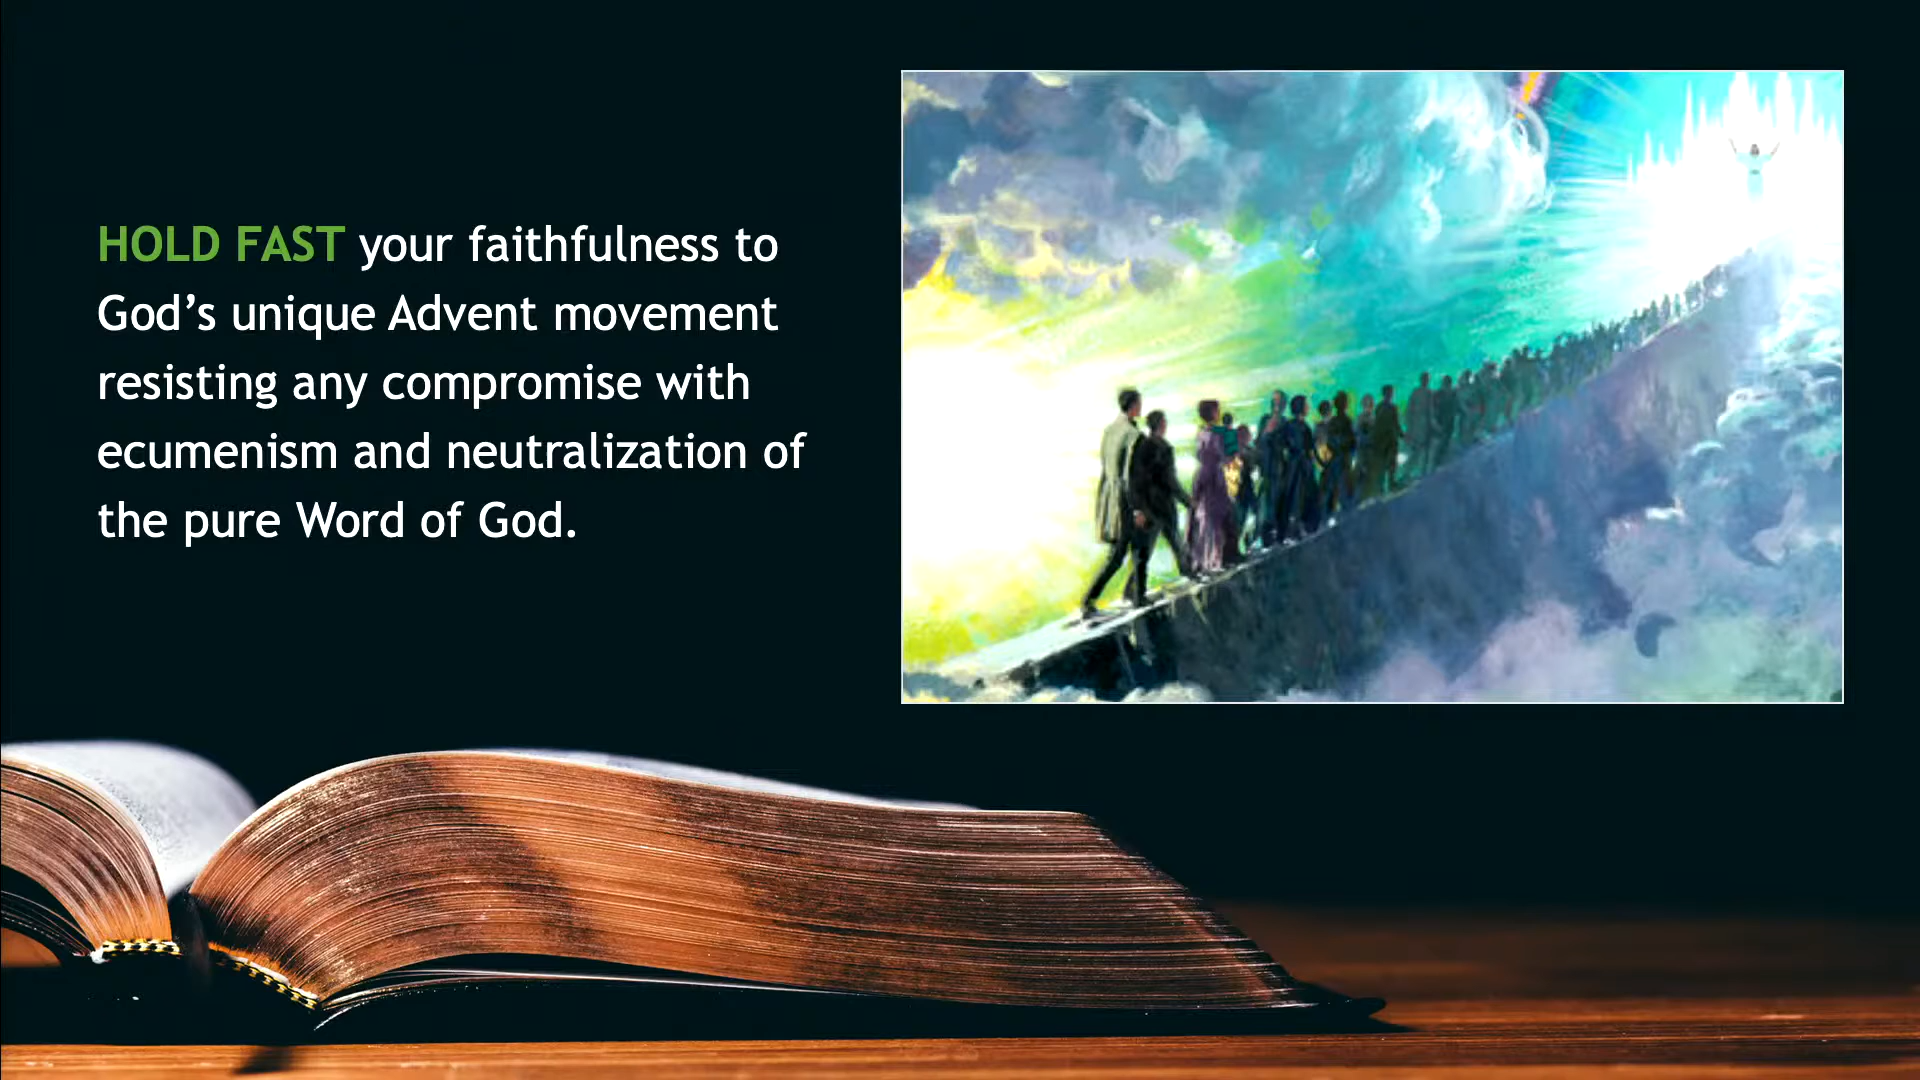 HOLD FAST your faithfulness to
God’s unique Advent movement
resisting any compromise with
ecumenism and neutralization of
the pure Word of God.